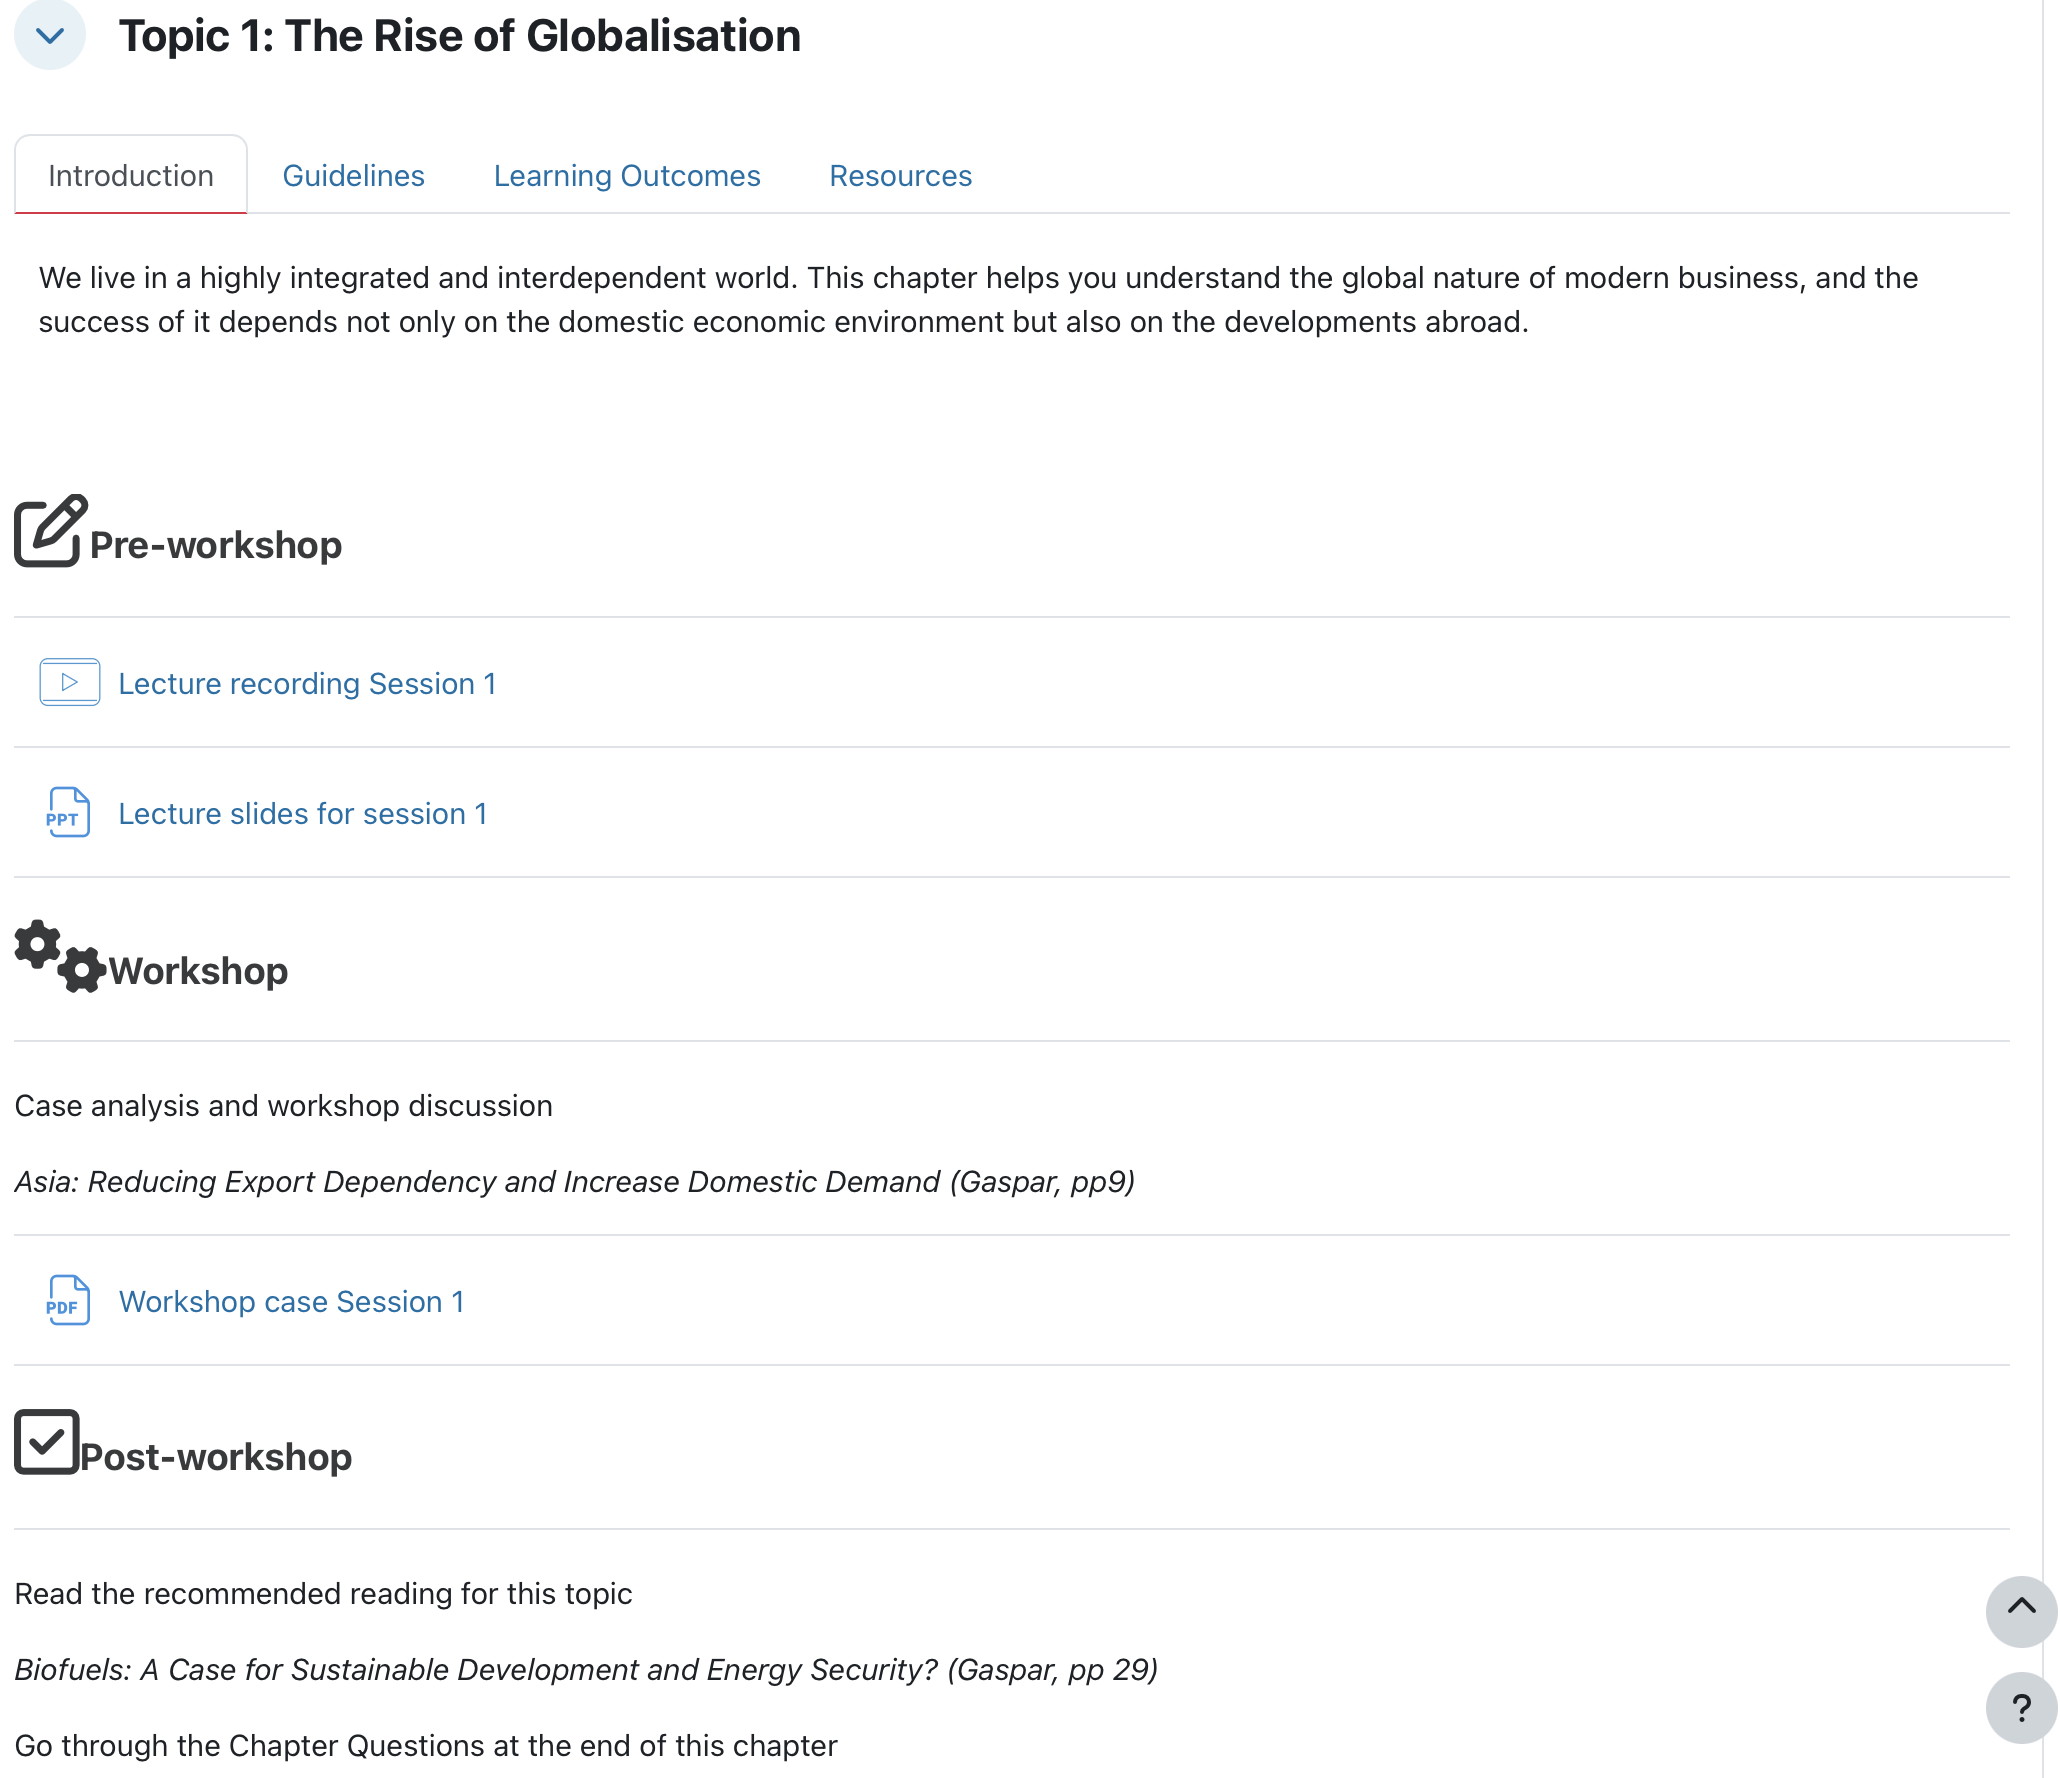 Topic 1: The Rise of Globalisation
Introduction
Guidelines
Learning Outcomes
Resources
We live in a highly integrated and interdependent world. This chapter helps you understand the global nature of modern business, and the
success of it depends not only on the domestic economic environment but also on the developments abroad.
Pre-workshop
Lecture recording Session 1
PPT
Lecture slides for session 1
Workshop
Case analysis and workshop discussion
Asia: Reducing Export Dependency and Increase Domestic Demand (Gaspar, pp9)
PDF
Workshop case Session 1
Post-workshop
Read the recommended reading for this topic
Biofuels: A Case for Sustainable Development and Energy Security? (Gaspar, pp 29)
?
Go through the Chapter Questions at the end of this chapter